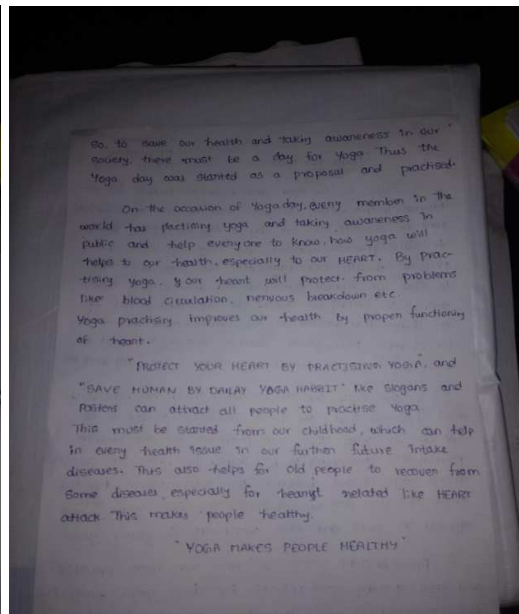 So, to save our health and taking awareness in our
society, there must be a day for Yoga. Thus the
Yoga day was started as a proposal and practised.
On the occasion of Yoga day, every member in the
world has practising yoga and taking awareness in
public and help everyone to know, how yoga will
helps to our health, especially to our HEART. By prac-
tising yoga, your heart will protect from problems
like blood circulation, nervous breakdown etc
Yoga practising improves our health by proper functioning
of heart.
"PROTECT YOUR HEART BY PRACTISING YOGA", and
"SAVE HUMAN BY DAILAY YOGA HABBIT" like slogans and
Posters can attract all people to practise Yoga
This must be started from our childhood, which can help
in every health issue in our further future intake
diseases. This also helps for old people to recover from
some diseases, especially for heart related like HEART
attack. This makes people healthy.
"YOGA MAKES PEOPLE HEALTHY"